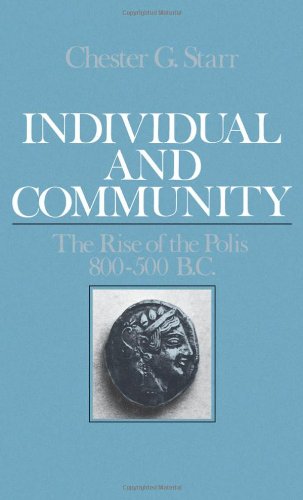 Chester G. Starr
INDIVIDUAL
AND
COMMUNITY
The Rise of the Polis
800-500 B.C.